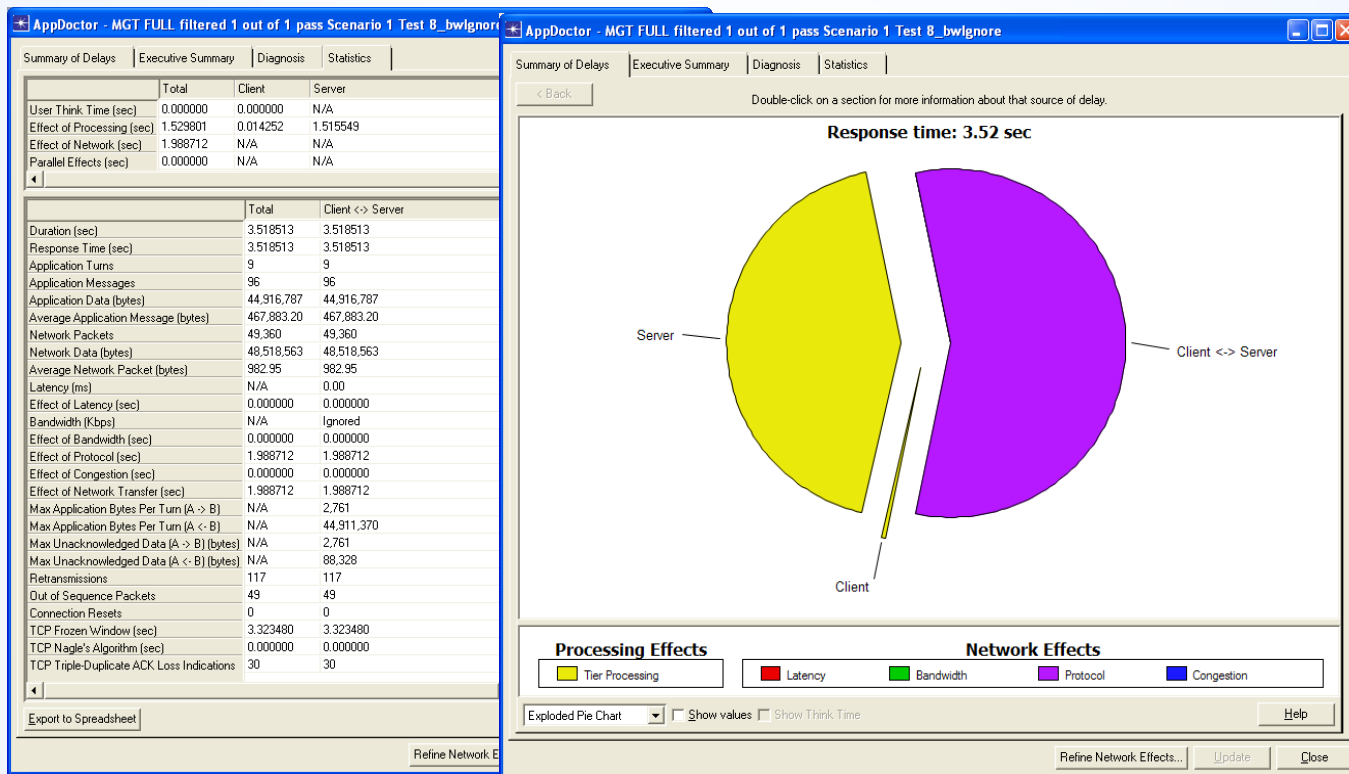 AppDoctor - MGT FULL filtered 1 out of 1 pass Scenario 1 Test 8_bwIgnore
Summary of Delays Executive Summary Diagnosis Statistics
Total Client Server
User Think Time (sec) 0.000000 0.000000 N/A
Effect of Processing (sec) 1.529801 0.014252 1.515549
Effect of Network (sec) 1.988712 N/A N/A
Parallel Effects (sec) 0.000000 N/A N/A
Total Client <-> Server
Duration (sec) 3.518513 3.518513
Response Time (sec) 3.518513 3.518513
Application Turns 9 9
Application Messages 96 96
Application Data (bytes) 44,916,787 44,916,787
Average Application Message (bytes) 467,883.20 467,883.20
Network Packets 49,360 49,360
Network Data (bytes) 48,518,563 48,518,563
Average Network Packet (bytes) 982.95 982.95
Latency (ms) N/A 0.00
Effect of Latency (sec) 0.000000 0.000000
Bandwidth (Kbps) N/A Ignored
Effect of Bandwidth (sec) 0.000000 0.000000
Effect of Protocol (sec) 1.988712 1.988712
Effect of Congestion (sec) 0.000000 0.000000
Effect of Network Transfer (sec) 1.988712 1.988712
Max Application Bytes Per Turn (A -> B) N/A 2,761
Max Application Bytes Per Turn (A <- B) N/A 44,911,370
Max Unacknowledged Data (A -> B) (bytes) N/A 2,761
Max Unacknowledged Data (A <- B) (bytes) N/A 88,328
Retransmissions 117 117
Out of Sequence Packets 49 49
Connection Resets 0 0
TCP Frozen Window (sec) 3.323480 3.323480
TCP Nagle's Algorithm (sec) 0.000000 0.000000
TCP Triple-Duplicate ACK Loss Indications 30 30
Export to Spreadsheet
Refine Network E
AppDoctor - MGT FULL filtered 1 out of 1 pass Scenario 1 Test 8_bwIgnore
Summary of Delays Executive Summary Diagnosis Statistics
< Back
Double-click on a section for more information about that source of delay.
Response time: 3.52 sec
Server
Client <-> Server
Client
Processing Effects Network Effects
Tier Processing Latency Bandwidth Protocol Congestion
Exploded Pie Chart Show values Show Think Time Help
Refine Network Effects... Update Close